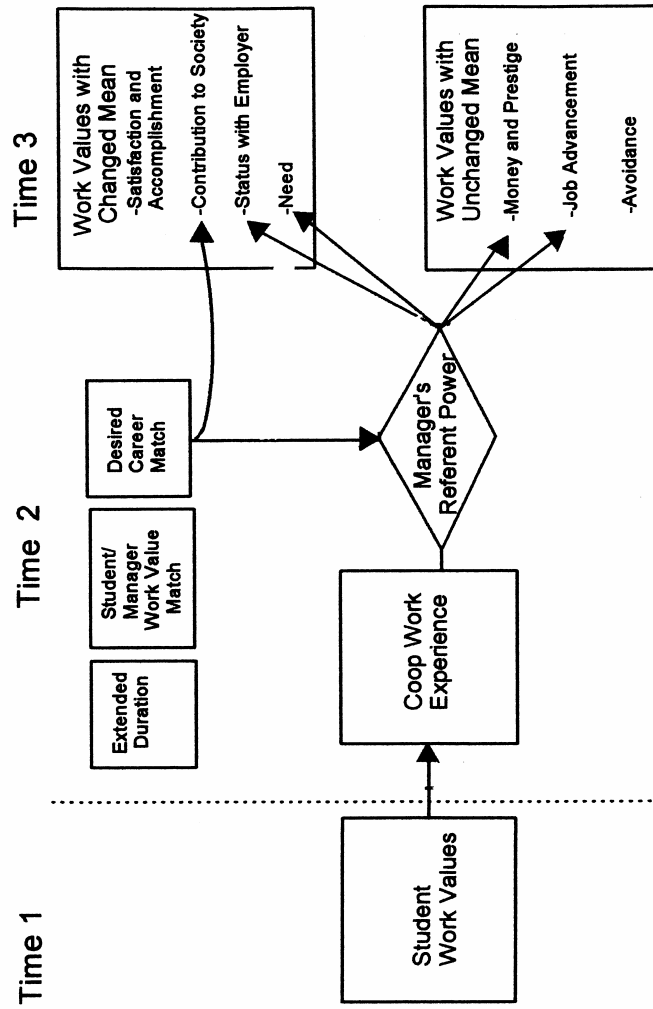 Time 1
Time 2
Time 3
Student
Work Values
Extended
Duration
Student/
Manager
Work Value
Match
Desired
Career
Match
Coop Work
Experience
Manager's
Referent Power
Work Values with
Changed Mean
-Satisfaction and
Accomplishment
-Contribution to Society
-Status with Employer
-Need
Work Values with
Unchanged Mean
-Money and Prestige
-Job Advancement
-Avoidance